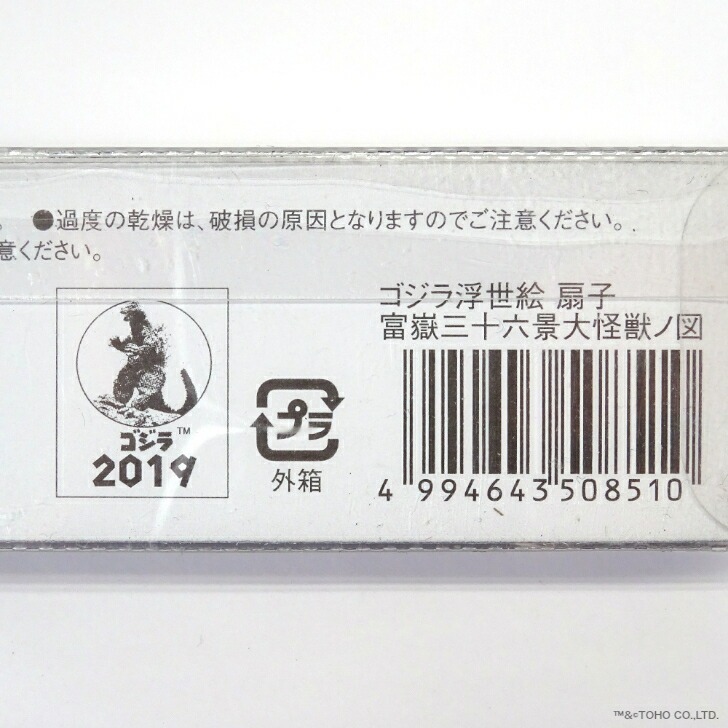 。 ●過度の乾燥は、破損の原因となりますのでご注意ください。
意ください。
ゴジラ浮世絵 扇子
富嶽三十六景大怪獣ノ図
ゴジラ™
2019
プラ
外箱
4 994643 508510
™&©TOHO CO.,LTD.